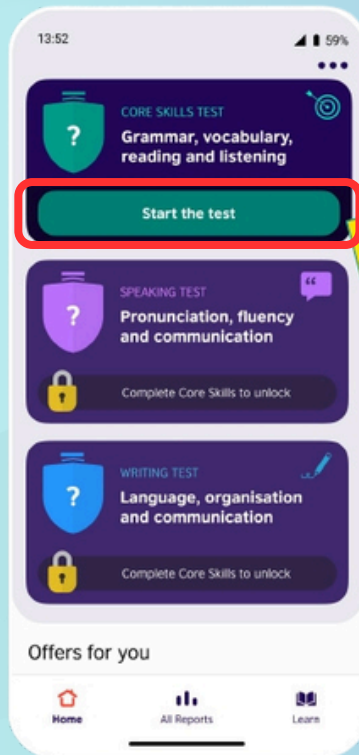 13:52
59%
CORE SKILLS TEST
?
Grammar, vocabulary,
reading and listening
Start the test
SPEAKING TEST
“
?
Pronunciation, fluency
and communication
Complete Core Skills to unlock
WRITING TEST
?
Language, organisation
and communication
Complete Core Skills to unlock
Offers for you
Home
All Reports
Learn